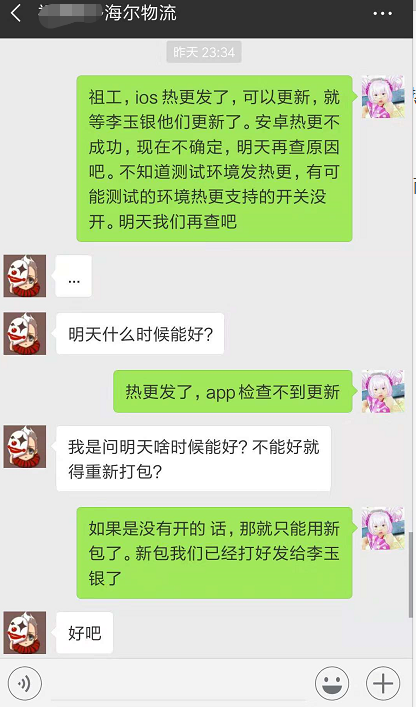 海尔物流
昨天 23:34
祖工，ios 热更发了，可以更新，就
等李玉银他们更新了。安卓热更不
成功，现在不确定，明天再查原因
吧。不知道测试环境发热更，有可
能测试的环境热更支持的开关没
开。明天我们再查吧
...
明天什么时候能好？
热更发了，app 检查不到更新
我是问明天啥时候能好？不能好就
得重新打包？
如果是没有开的 话，那就只能用新
包了。新包我们已经打好发给李玉
银了
好吧